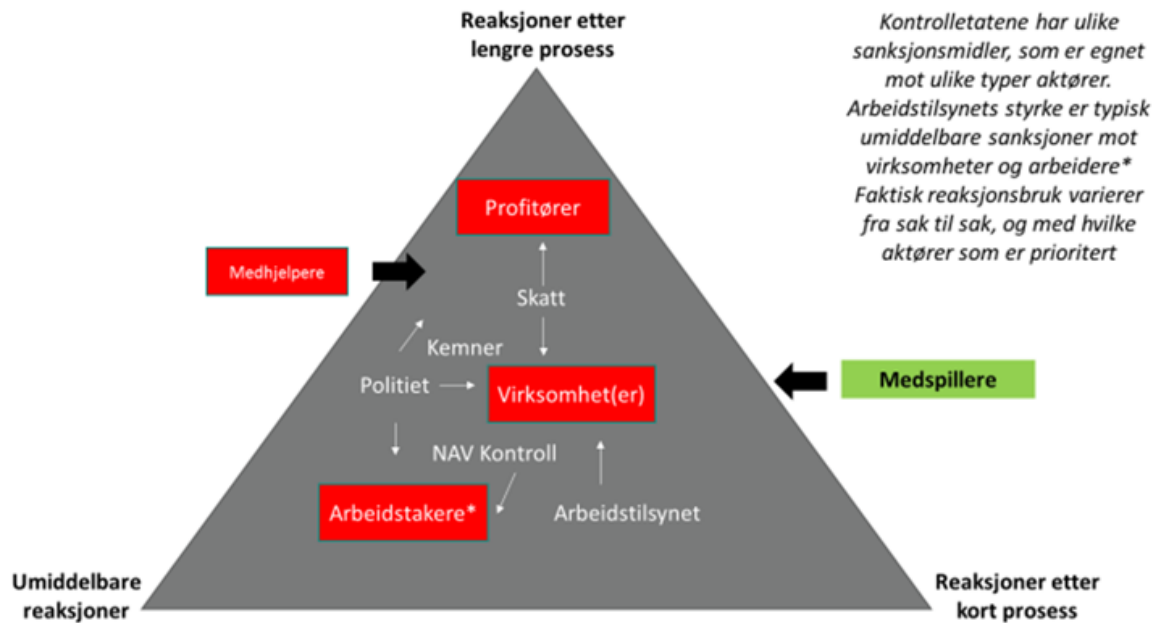 Reaksjoner etter
lengre prosess
Kontrolletatene har ulike
sanksjonsmidler, som er egnet
mot ulike typer aktører.
Arbeidstilsynets styrke er typisk
umiddelbare sanksjoner mot
virksomheter og arbeidere*
Faktisk reaksjonsbruk varierer
fra sak til sak, og med hvilke
aktører som er prioritert
Profitører
Medhjelpere
Skatt
Kemner
Politiet
Virksomhet(er)
Medspillere
NAV Kontroll
Arbeidstakere*
Arbeidstilsynet
Umiddelbare
reaksjoner
Reaksjoner etter
kort prosess